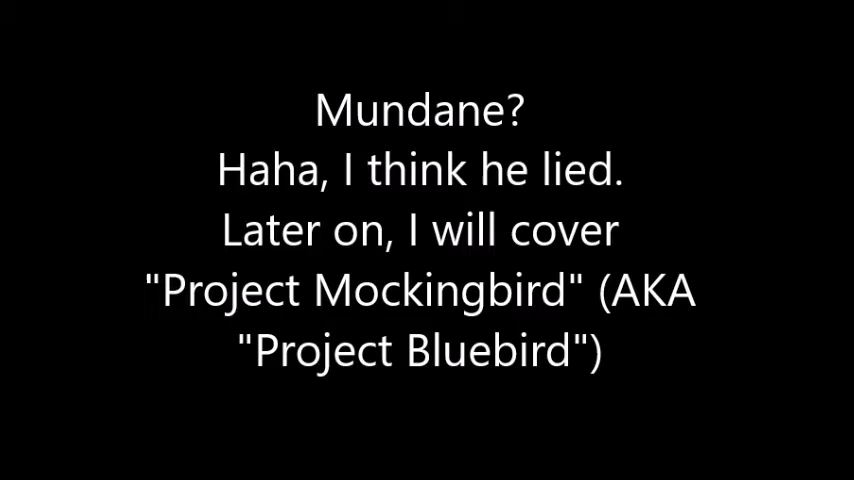 Mundane?
Haha, I think he lied.
Later on, I will cover
"Project Mockingbird" (AKA
"Project Bluebird")